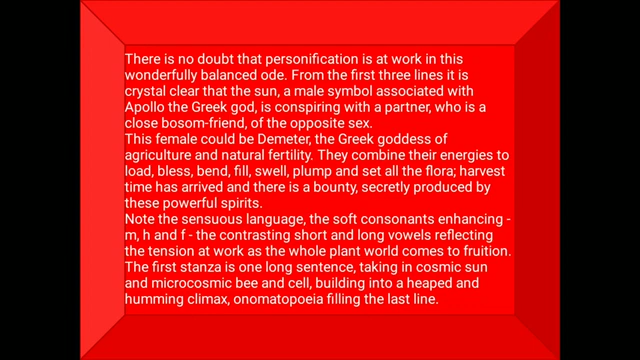 There is no doubt that personification is at work in this
wonderfully balanced ode. From the first three lines it is
crystal clear that the sun, a male symbol associated with
Apollo the Greek god, is conspiring with a partner, who is a
close bosom-friend, of the opposite sex.
This female could be Demeter, the Greek goddess of
agriculture and natural fertility. They combine their energies to
load, bless, bend, fill, swell, plump and set all the flora; harvest
time has arrived and there is a bounty, secretly produced by
these powerful spirits.
Note the sensuous language, the soft consonants enhancing -
m, h and f - the contrasting short and long vowels reflecting
the tension at work as the whole plant world comes to fruition.
The first stanza is one long sentence, taking in cosmic sun
and microcosmic bee and cell, building into a heaped and
humming climax, onomatopoeia filling the last line.